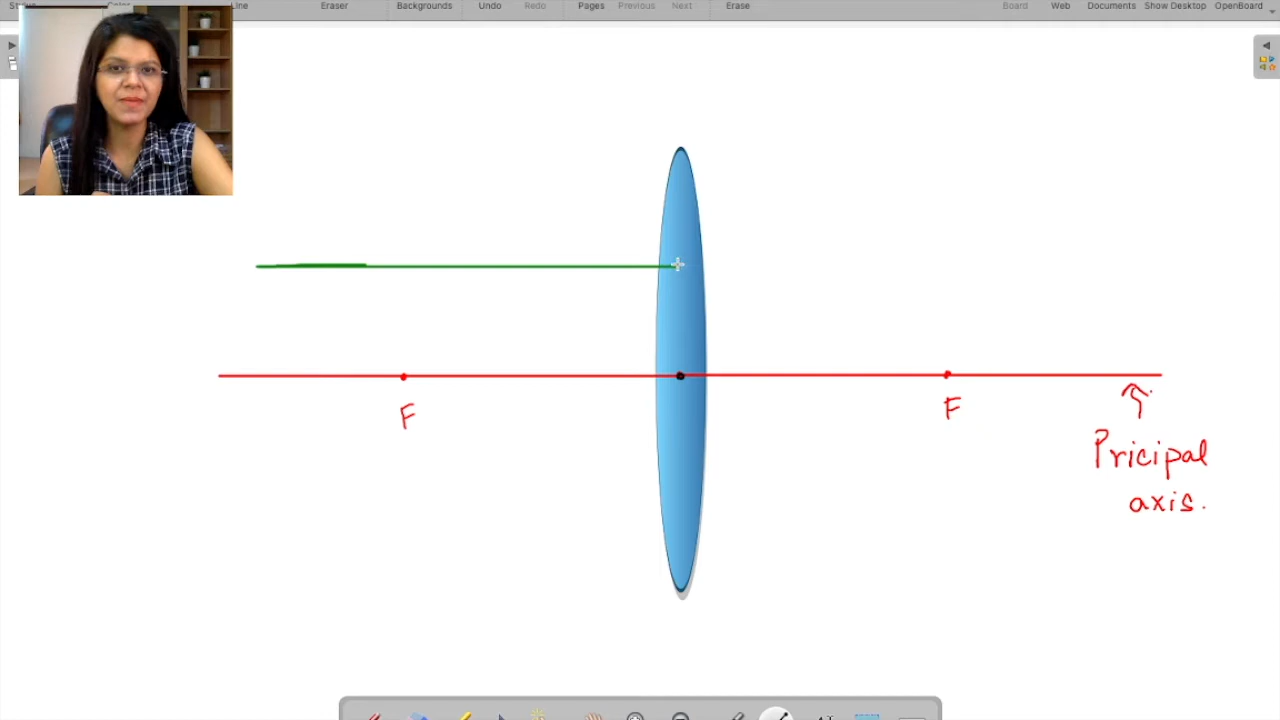 Line Eraser Backgrounds Undo Redo Pages Previous Next Erase Board Web Documents Show Desktop OpenBoard
F F
Pricipal
axis.